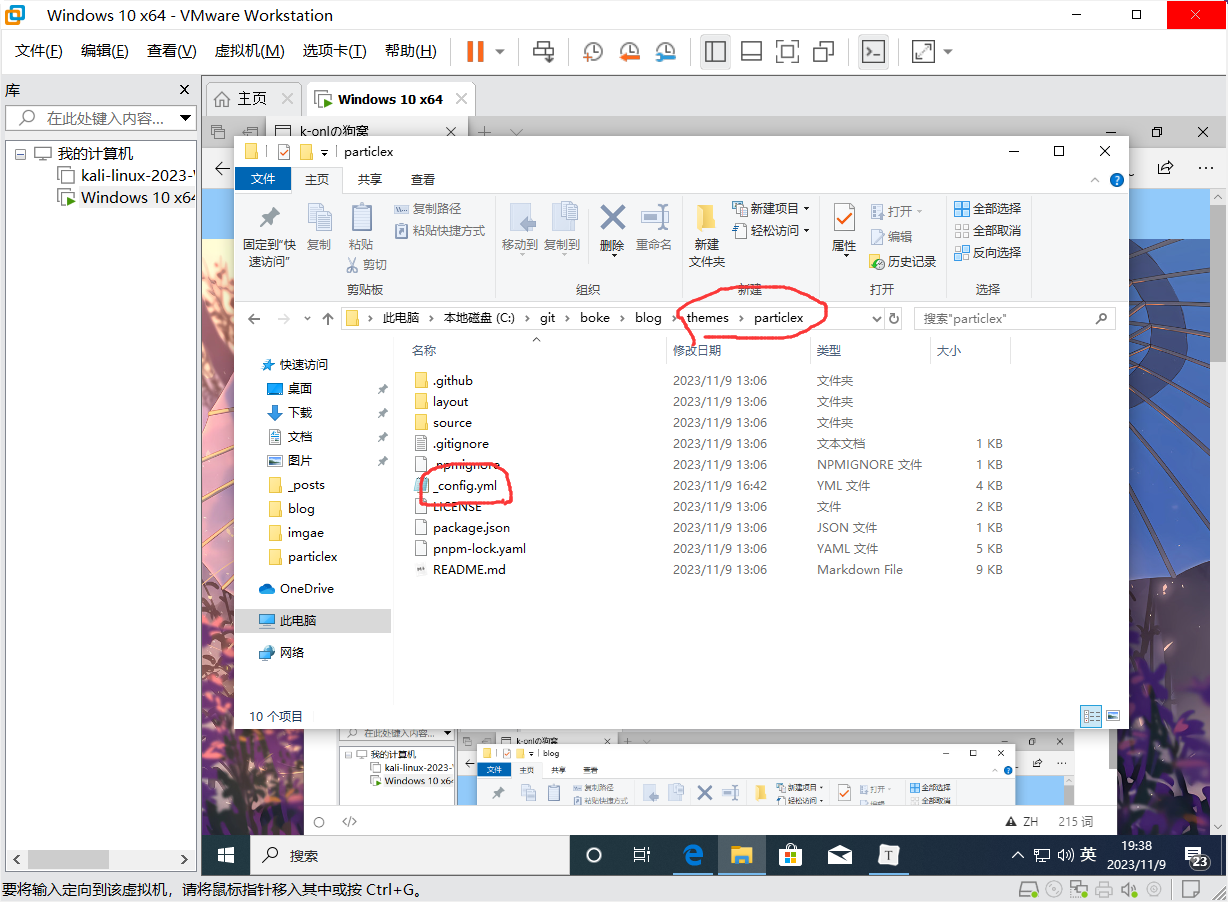 Windows 10 x64 - VMware Workstation
文件(F) 编辑(E) 查看(V) 虚拟机(M) 选项卡(T) 帮助(H)
库
在此处键入内容...
我的计算机
kali-linux-2023-
Windows 10 x64
主页
Windows 10 x64
k-onlの狗窝
particlex
文件 主页 共享 查看
固定到“快速访问”
复制
粘贴
复制路径
粘贴快捷方式
剪切
剪贴板
移动到
复制到
删除
重命名
组织
新建文件夹
新建项目
轻松访问
新建
属性
打开
编辑
历史记录
打开
全部选择
全部取消
反向选择
选择
此电脑 本地磁盘 (C:) git boke blog themes particlex
搜索"particlex"
名称 修改日期 类型 大小
.github 2023/11/9 13:06 文件夹
layout 2023/11/9 13:06 文件夹
source 2023/11/9 13:06 文件夹
.gitignore 2023/11/9 13:06 文本文档 1 KB
.npmignore 2023/11/9 13:06 NPMIGNORE 文件 1 KB
_config.yml 2023/11/9 16:42 YML 文件 4 KB
LICENSE 2023/11/9 13:06 文件 2 KB
package.json 2023/11/9 13:06 JSON 文件 1 KB
pnpm-lock.yaml 2023/11/9 13:06 YAML 文件 5 KB
README.md 2023/11/9 13:06 Markdown File 9 KB
快速访问
桌面
下载
文档
图片
_posts
blog
imgae
particlex
OneDrive
此电脑
网络
10 个项目
在此处键入内容...
我的计算机
kali-linux-2023-
Windows 10 x6
k-onlの狗窝
blog
文件 主页 共享 查看
复制路径
粘贴快捷方式
新建项目
轻松访问
打开
编辑
全部选择
全部取消
ZH 215 词
搜索
英
19:38
2023/11/9
23
要将输入定向到该虚拟机，请将鼠标指针移入其中或按 Ctrl+G。